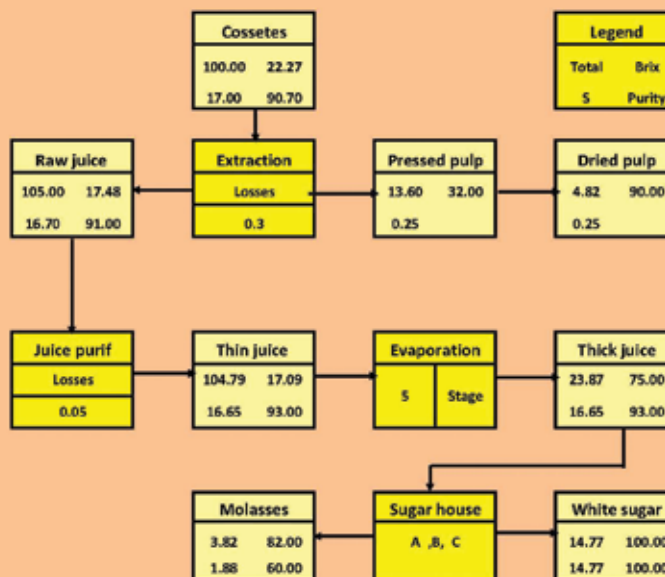 Cossetes
100.00 22.27
17.00 90.70
Legend
Total Brix
S Purity
Raw juice
105.00 17.48
16.70 91.00
Extraction
Losses
0.3
Pressed pulp
13.60 32.00
0.25
Dried pulp
4.82 90.00
0.25
Juice purif
Losses
0.05
Thin juice
104.79 17.09
16.65 93.00
Evaporation
5 Stage
Thick juice
23.87 75.00
16.65 93.00
Molasses
3.82 82.00
1.88 60.00
Sugar house
A ,B, C
White sugar
14.77 100.00
14.77 100.00